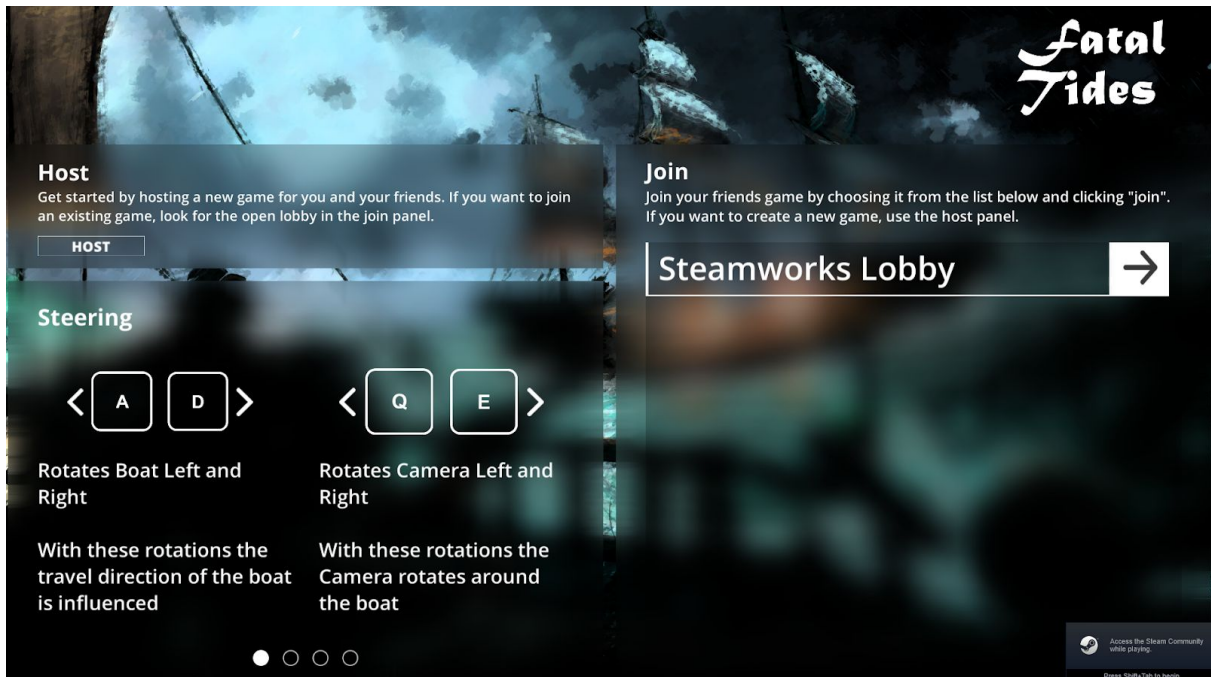 Fatal
Tides
Host
Get started by hosting a new game for you and your friends. If you want to join
an existing game, look for the open lobby in the join panel.
HOST
Join
Join your friends game by choosing it from the list below and clicking "join".
If you want to create a new game, use the host panel.
Steamworks Lobby
Steering
A
D
Q
E
Rotates Boat Left and
Right
With these rotations the
travel direction of the boat
is influenced
Rotates Camera Left and
Right
With these rotations the
Camera rotates around
the boat
Access the Steam Community
while playing.
Press Shift+Tab to begin